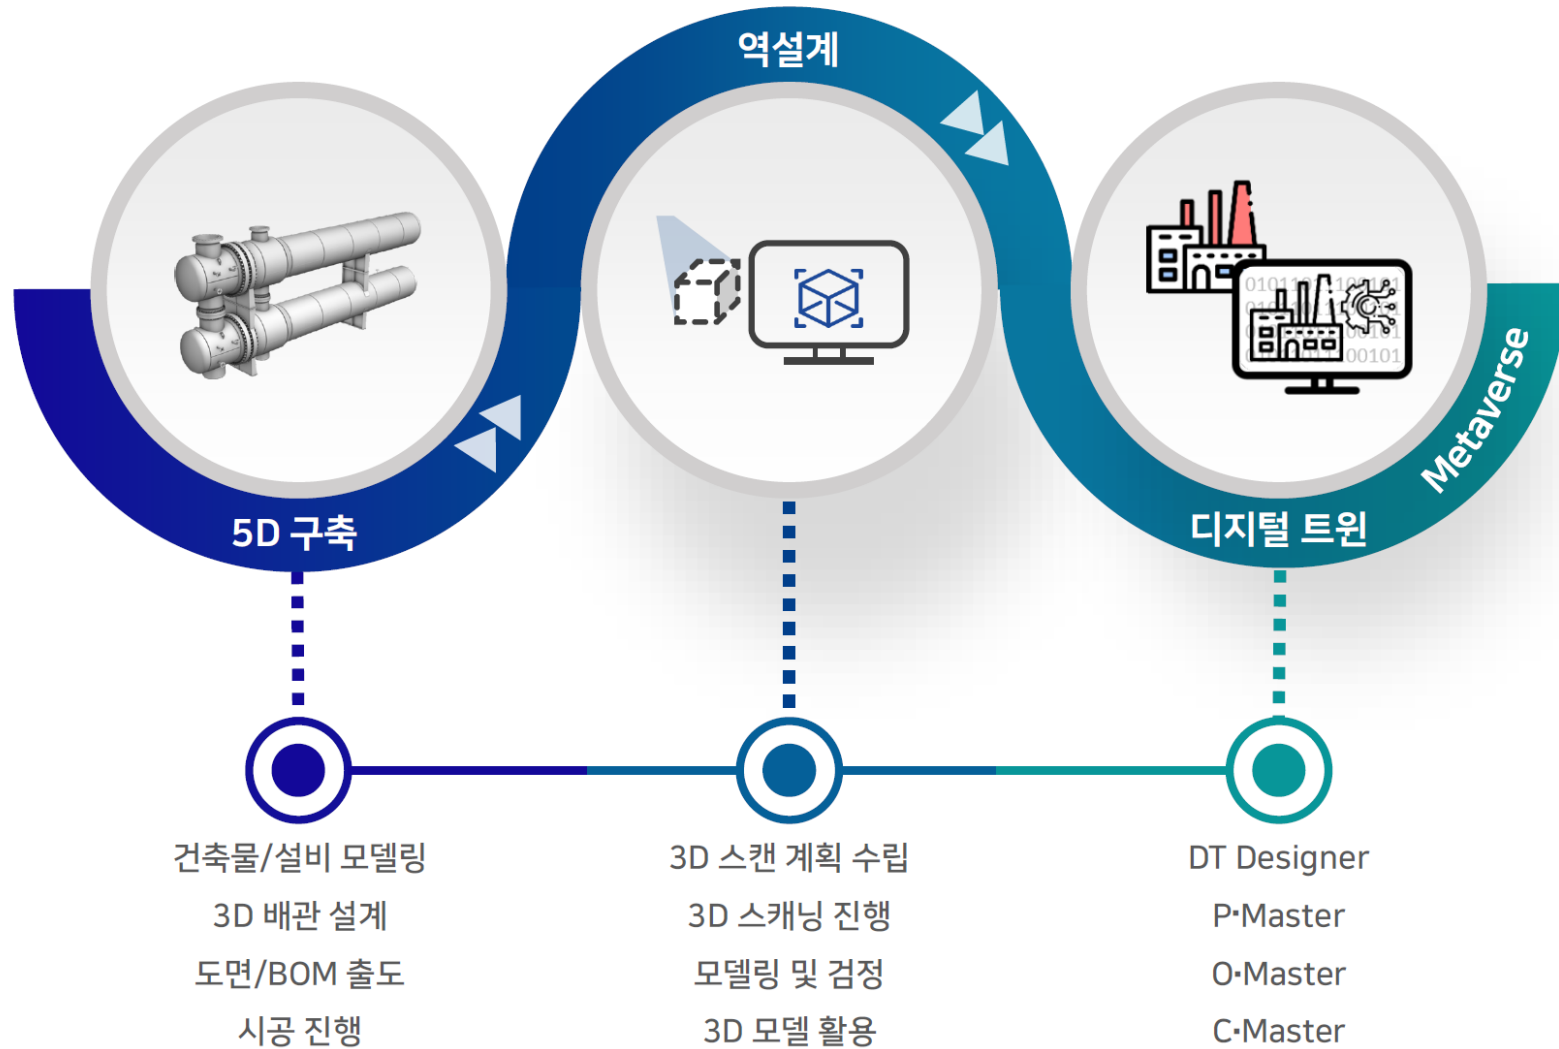 역설계
5D 구축
디지털 트윈
Metaverse
건축물/설비 모델링
3D 배관 설계
도면/BOM 출도
시공 진행
3D 스캔 계획 수립
3D 스캐닝 진행
모델링 및 검정
3D 모델 활용
DT Designer
P·Master
O·Master
C·Master